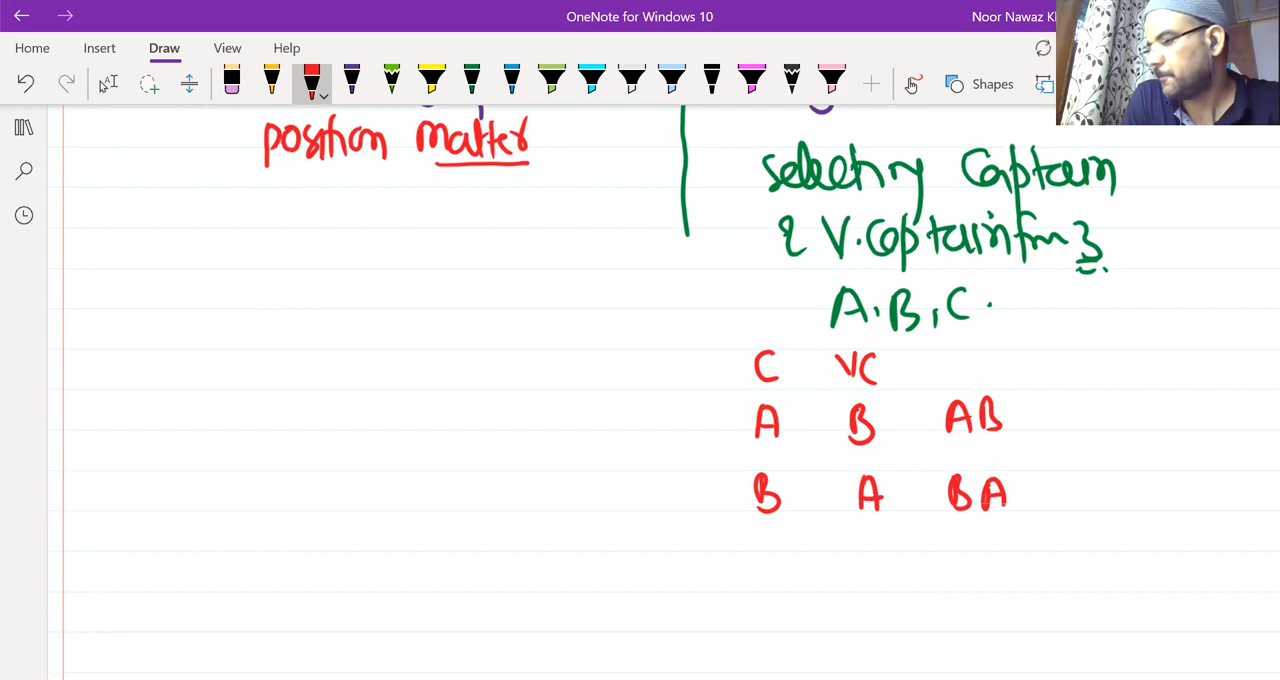 OneNote for Windows 10
Noor Nawaz Kh
Home Insert Draw View Help
Shapes
position matter
selecting Captain
& V.Captain from 3.
A, B, C.
C VC
A B AB
B A BA